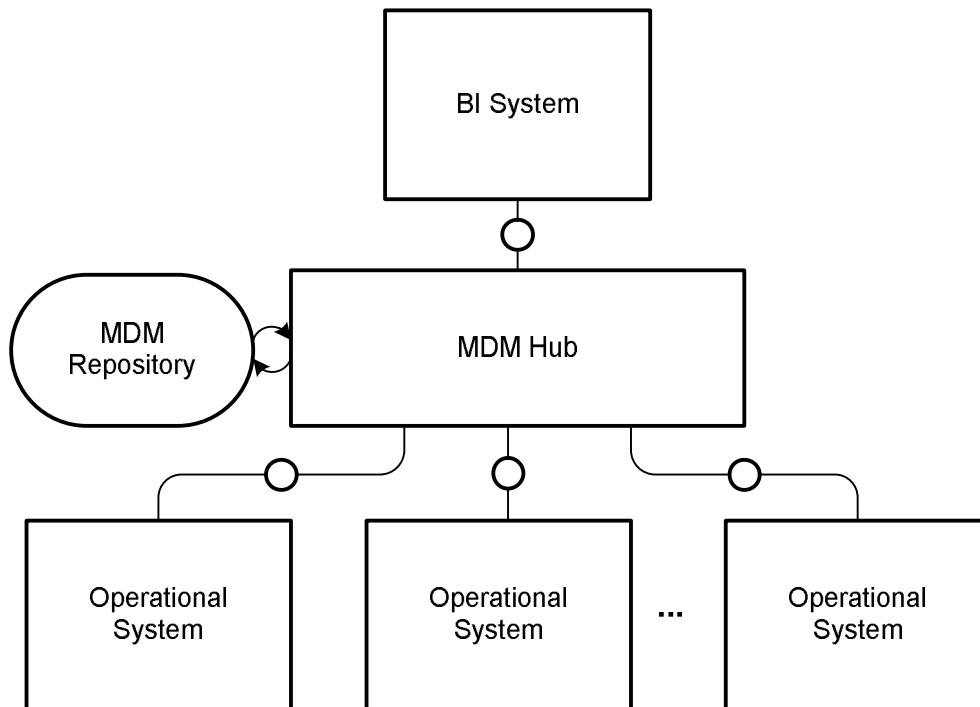 BI System
MDM
Repository
MDM Hub
Operational
System
Operational
System
...
Operational
System